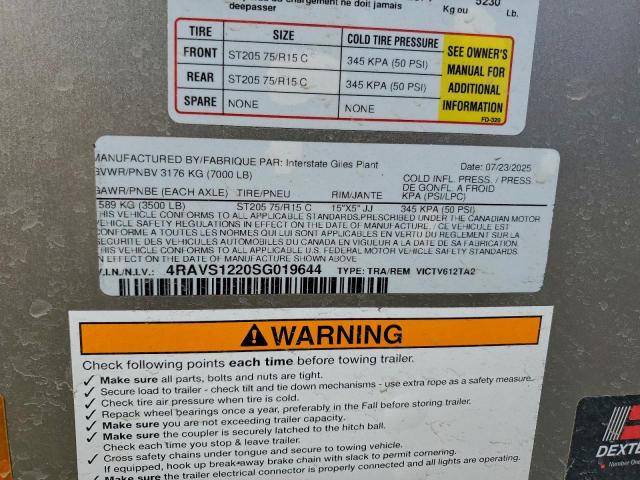 du chargement ne doit jamais
deepasser
Kg ou
5230
Lb.
TIRE SIZE COLD TIRE PRESSURE
FRONT ST205 75/R15 C 345 KPA (50 PSI)
REAR ST205 75/R15 C 345 KPA (50 PSI)
SPARE NONE NONE
SEE OWNER'S
MANUAL FOR
ADDITIONAL
INFORMATION
FD-329
MANUFACTURED BY/FABRIQUE PAR: Interstate Giles Plant
Date: 07/23/2025
GVWR/PNBV 3176 KG (7000 LB)
COLD INFL. PRESS. / PRESS
DE GONFL. A FROID
GAWR/PNBE (EACH AXLE) TIRE/PNEU RIM/JANTE KPA (PSI/LPC)
589 KG (3500 LB) ST205 75/R15 C 15"X5" JJ 345 KPA (50 PSI)
THIS VEHICLE CONFORMS TO ALL APPLICABLE STANDARDS.PRESCRIBED UNDER THE CANADIAN MOTOR
VEHICLE SAFETY REGULATIONS IN EFFECT ON THE DATE OF MANUFACTURE ... / CE VEHICULE EST
CONFORME A TOUTES LES NORMES QUI LUI SONT APPLICABLES EN VERTU DU REGLEMENT SUR LA
SECURITE DES VEHICULES AUTOMOBILES DU CANADA EN VIGUEUR A LA DATE DE SA FABRICATION.
THIS VEHICLE CONFORMS TO ALL APPLICABLE U.S. FEDERAL MOTOR VEHICLE SAFETY STANDARDS
IN EFFECT ON THE DATE OF MANUFACTURE SHOWN ABOVE.
V.I.N./N.I.V.: 4RAVS1220SG019644 TYPE: TRA/REM VICTV612TA2
WARNING
Check following points each time before towing trailer.
✓ Make sure all parts, bolts and nuts are tight.
✓ Secure load to trailer - check tilt and tie down mechanisms - use extra rope as a safety measure.
✓ Check tire air pressure when tire is cold.
✓ Repack wheel bearings once a year, preferably in the Fall before storing trailer.
✓ Make sure you are not exceeding trailer capacity.
✓ Make sure the coupler is securely latched to the hitch ball.
Check each time you stop & leave trailer.
✓ Cross safety chains under tongue and secure to towing vehicle.
If equipped, hook up breakaway brake chain with slack to permit cornering.
✓ Make sure the trailer electrical connector is properly connected and all lights are operating.
DEXTE
Number One